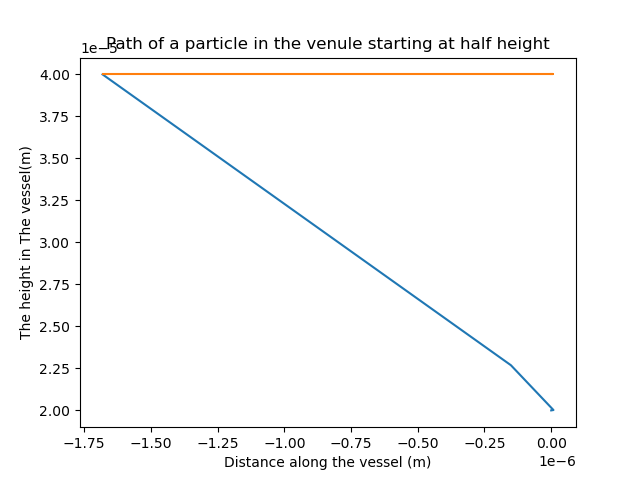 Path of a particle in the venule starting at half height
1e−5
4.00
3.75
3.50
3.25
3.00
2.75
2.50
2.25
2.00
The height in The vessel(m)
−1.75 −1.50 −1.25 −1.00 −0.75 −0.50 −0.25 0.00
1e−6
Distance along the vessel (m)